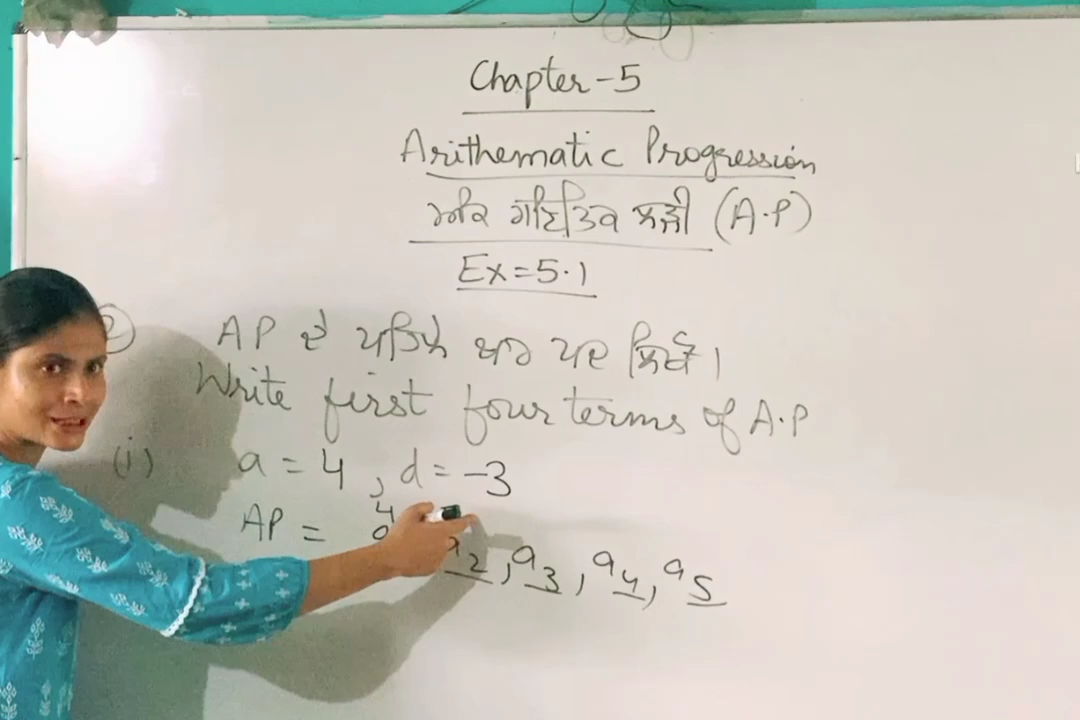 Chapter-5
Arithematic Progression
ਅੰਕ ਗਣਿਤਕ ਲੜੀ (A.P)
Ex=5.1
AP ਦੇ ਪਹਿਲੇ ਚਾਰ ਪਦ ਲਿਖੋ।
Write first four terms of A.P
(i) a = 4, d = -3
AP = 4
a2, a3, a4, a5